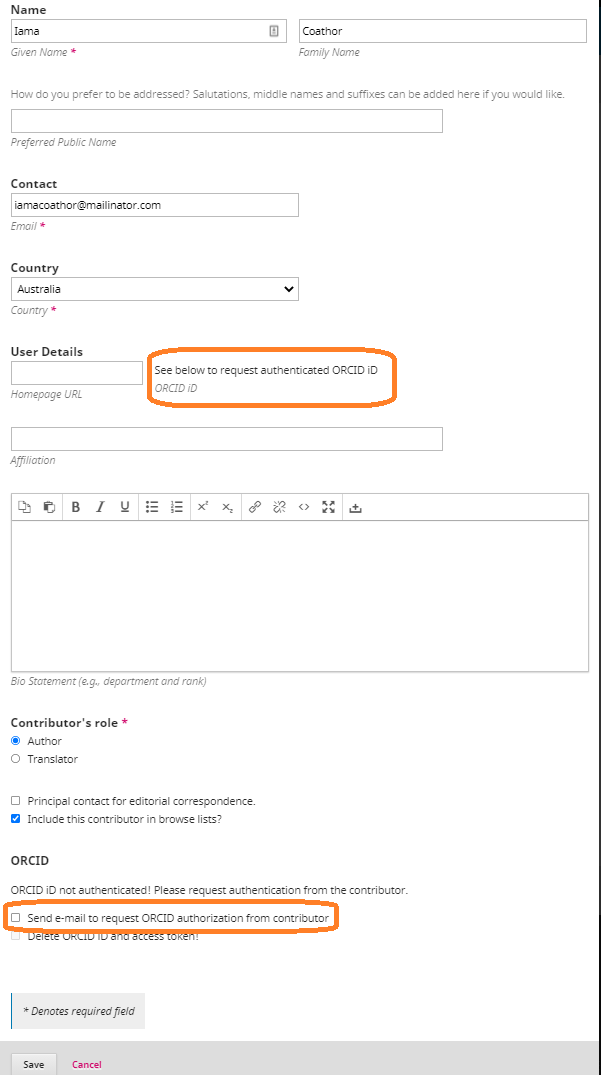 Name
Iama Coathor
Given Name * Family Name
How do you prefer to be addressed? Salutations, middle names and suffixes can be added here if you would like.
Preferred Public Name
Contact
iamacoathor@mailinator.com
Email *
Country
Australia
Country *
User Details
See below to request authenticated ORCID iD
Homepage URL ORCID iD
Affiliation
B I U x² x₂ <>
Bio Statement (e.g., department and rank)
Contributor's role *
Author
Translator
Principal contact for editorial correspondence.
Include this contributor in browse lists?
ORCID
ORCID iD not authenticated! Please request authentication from the contributor.
Send e-mail to request ORCID authorization from contributor
Delete ORCID iD and access token!
* Denotes required field
Save Cancel